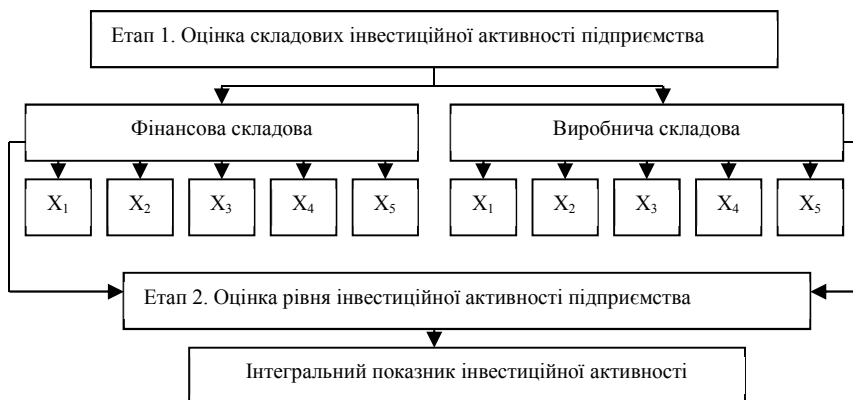 Етап 1. Оцінка складових інвестиційної активності підприємства
Фінансова складова
Виробнича складова
X₁ X₂ X₃ X₄ X₅
X₁ X₂ X₃ X₄ X₅
Етап 2. Оцінка рівня інвестиційної активності підприємства
Інтегральний показник інвестиційної активності